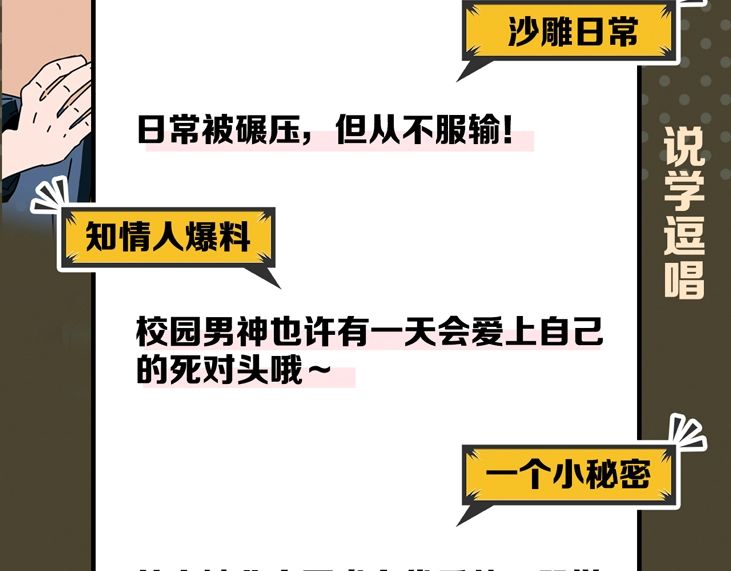 沙雕日常
日常被碾压，但从不服输！
说学逗唱
知情人爆料
校园男神也许有一天会爱上自己
的死对头哦～
一个小秘密